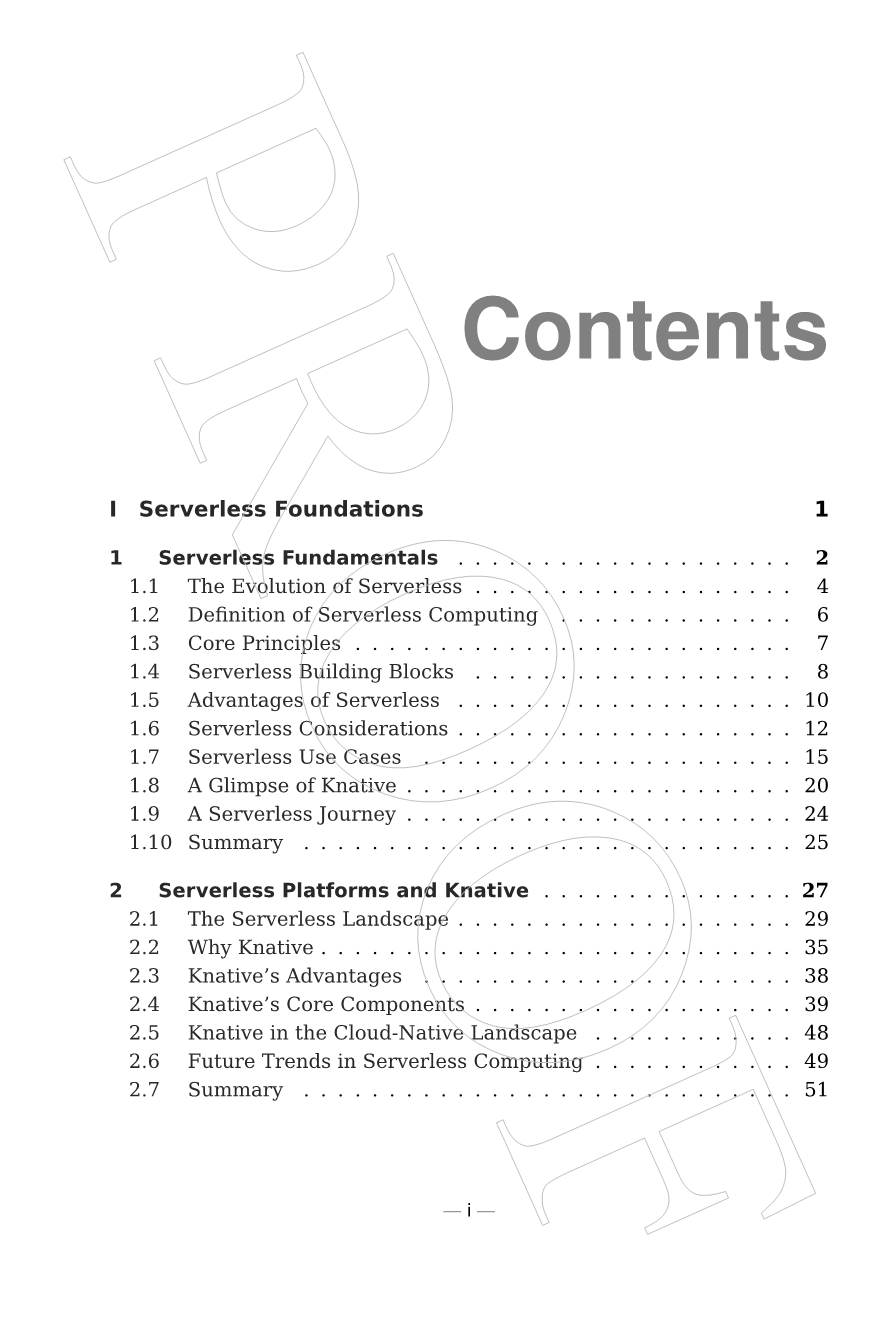 Contents
I Serverless Foundations 1
1 Serverless Fundamentals . . . . . . . . . . . . . . . . . . . . 2
1.1 The Evolution of Serverless . . . . . . . . . . . . . . . . . . . 4
1.2 Definition of Serverless Computing . . . . . . . . . . . . . . 6
1.3 Core Principles . . . . . . . . . . . . . . . . . . . . . . . . . . 7
1.4 Serverless Building Blocks . . . . . . . . . . . . . . . . . . . 8
1.5 Advantages of Serverless . . . . . . . . . . . . . . . . . . . . 10
1.6 Serverless Considerations . . . . . . . . . . . . . . . . . . . . 12
1.7 Serverless Use Cases . . . . . . . . . . . . . . . . . . . . . . 15
1.8 A Glimpse of Knative . . . . . . . . . . . . . . . . . . . . . . . 20
1.9 A Serverless Journey . . . . . . . . . . . . . . . . . . . . . . . 24
1.10 Summary . . . . . . . . . . . . . . . . . . . . . . . . . . . . . 25
2 Serverless Platforms and Knative . . . . . . . . . . . . . . . 27
2.1 The Serverless Landscape . . . . . . . . . . . . . . . . . . . . 29
2.2 Why Knative . . . . . . . . . . . . . . . . . . . . . . . . . . . . 35
2.3 Knative’s Advantages . . . . . . . . . . . . . . . . . . . . . . 38
2.4 Knative’s Core Components . . . . . . . . . . . . . . . . . . . 39
2.5 Knative in the Cloud-Native Landscape . . . . . . . . . . . . 48
2.6 Future Trends in Serverless Computing . . . . . . . . . . . . 49
2.7 Summary . . . . . . . . . . . . . . . . . . . . . . . . . . . . . 51
— i —
PROOF